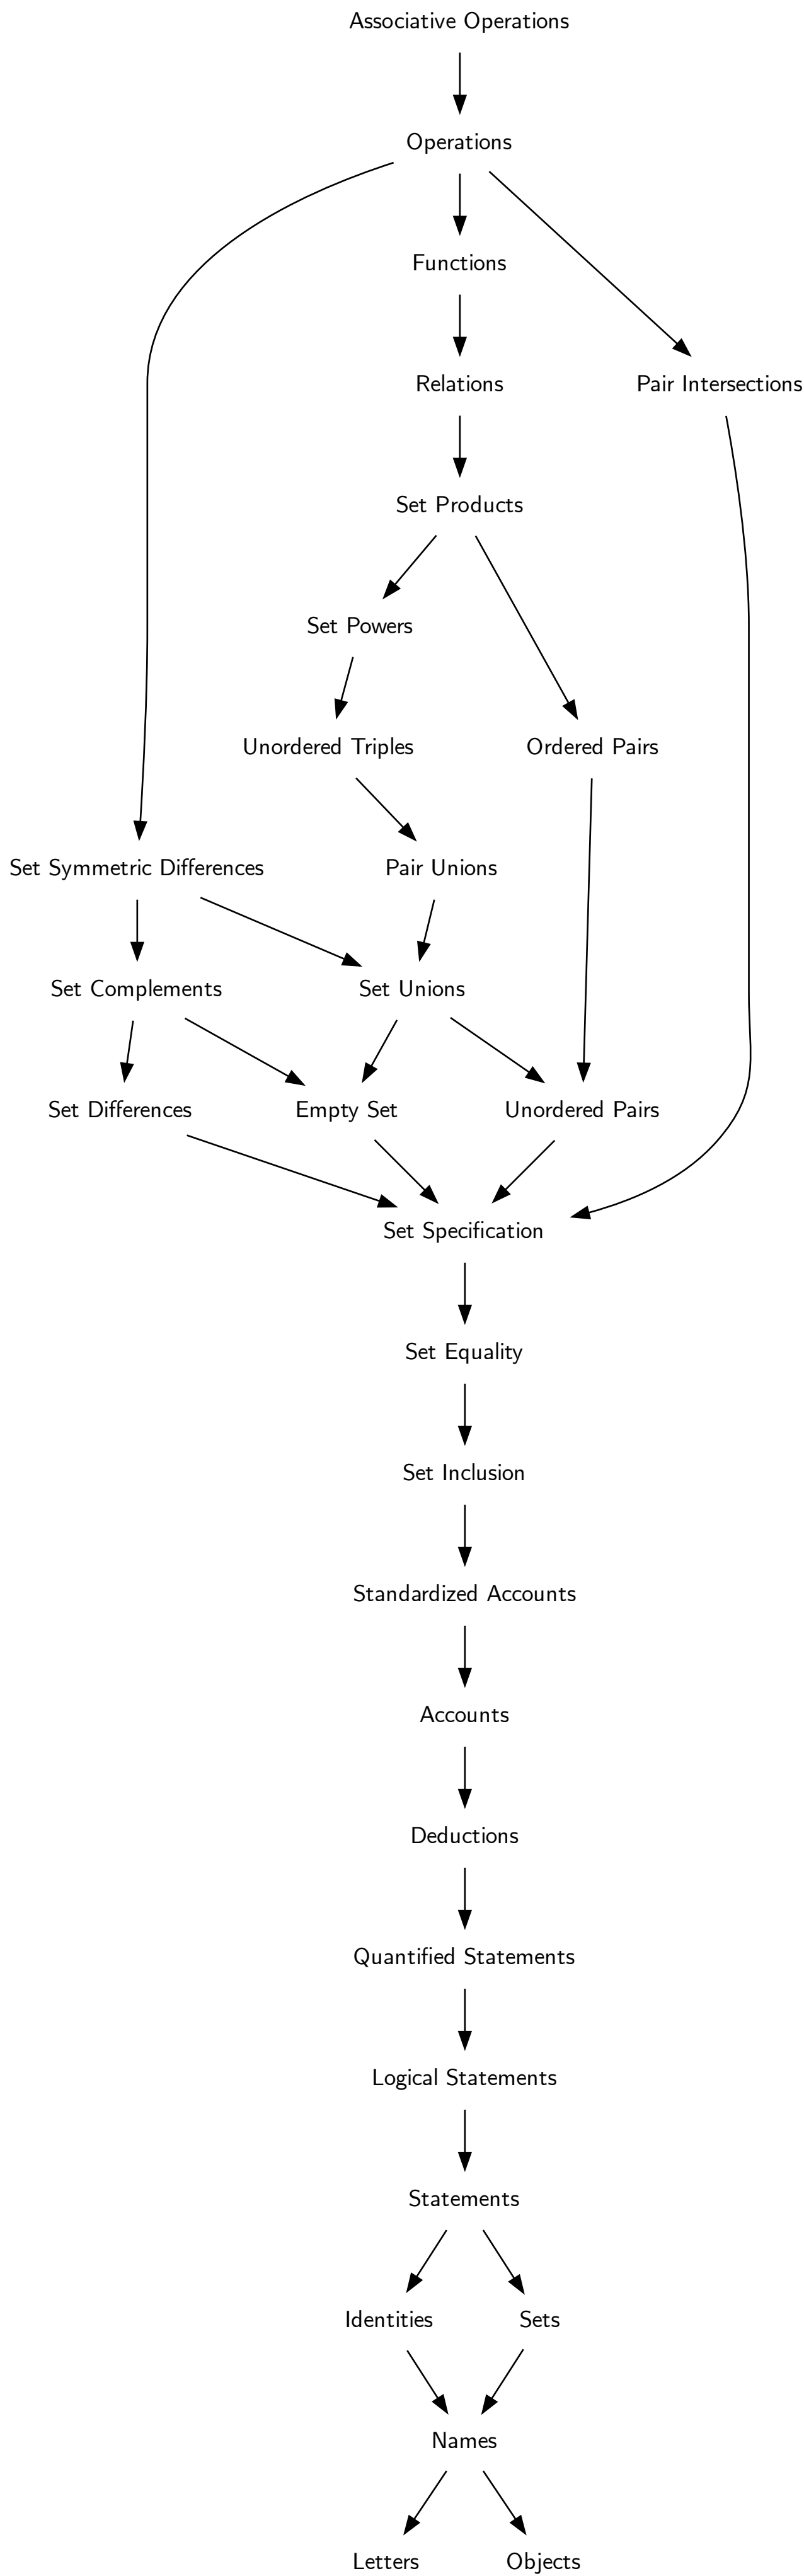 Associative Operations
Operations
Functions
Relations
Pair Intersections
Set Products
Set Powers
Unordered Triples
Ordered Pairs
Set Symmetric Differences
Pair Unions
Set Complements
Set Unions
Set Differences
Empty Set
Unordered Pairs
Set Specification
Set Equality
Set Inclusion
Standardized Accounts
Accounts
Deductions
Quantified Statements
Logical Statements
Statements
Identities
Sets
Names
Letters
Objects